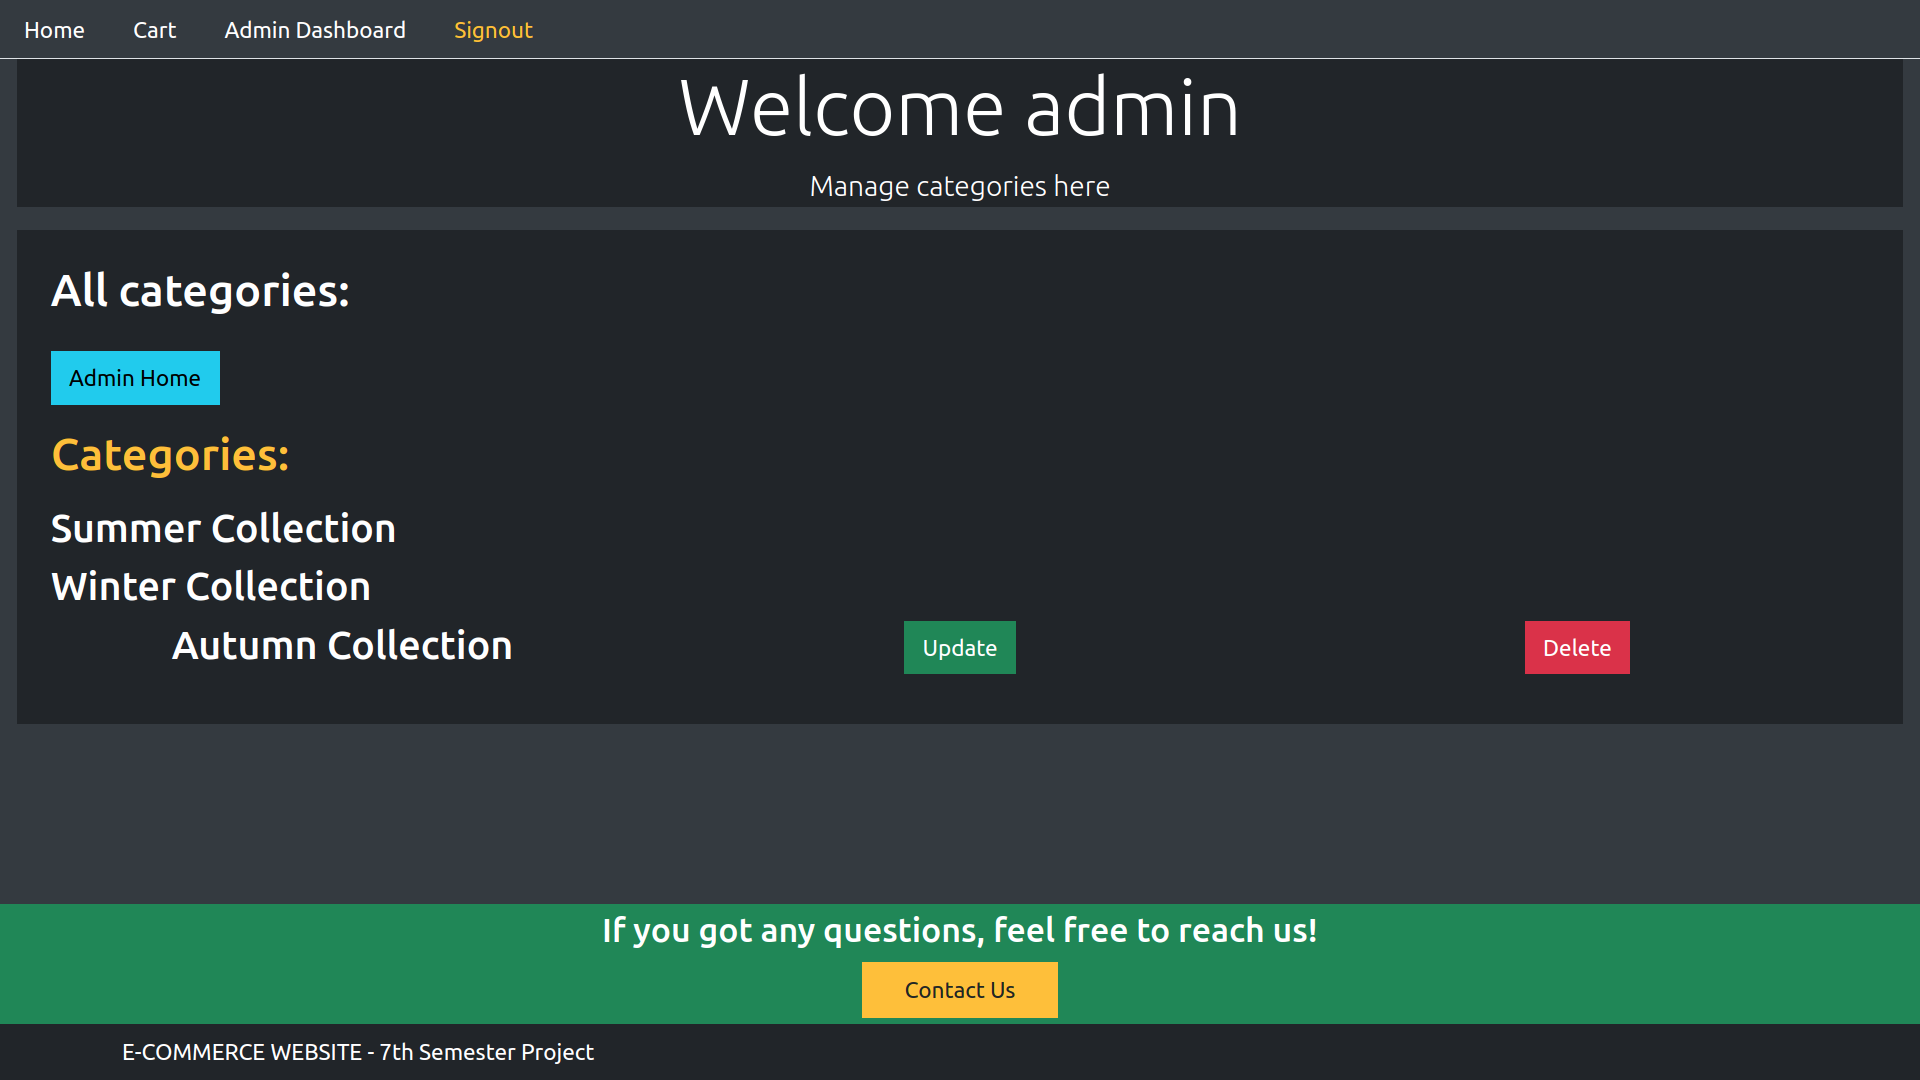 Home Cart Admin Dashboard Signout
Welcome admin
Manage categories here
All categories:
Admin Home
Categories:
Summer Collection
Winter Collection
Autumn Collection Update Delete
If you got any questions, feel free to reach us!
Contact Us
E-COMMERCE WEBSITE - 7th Semester Project